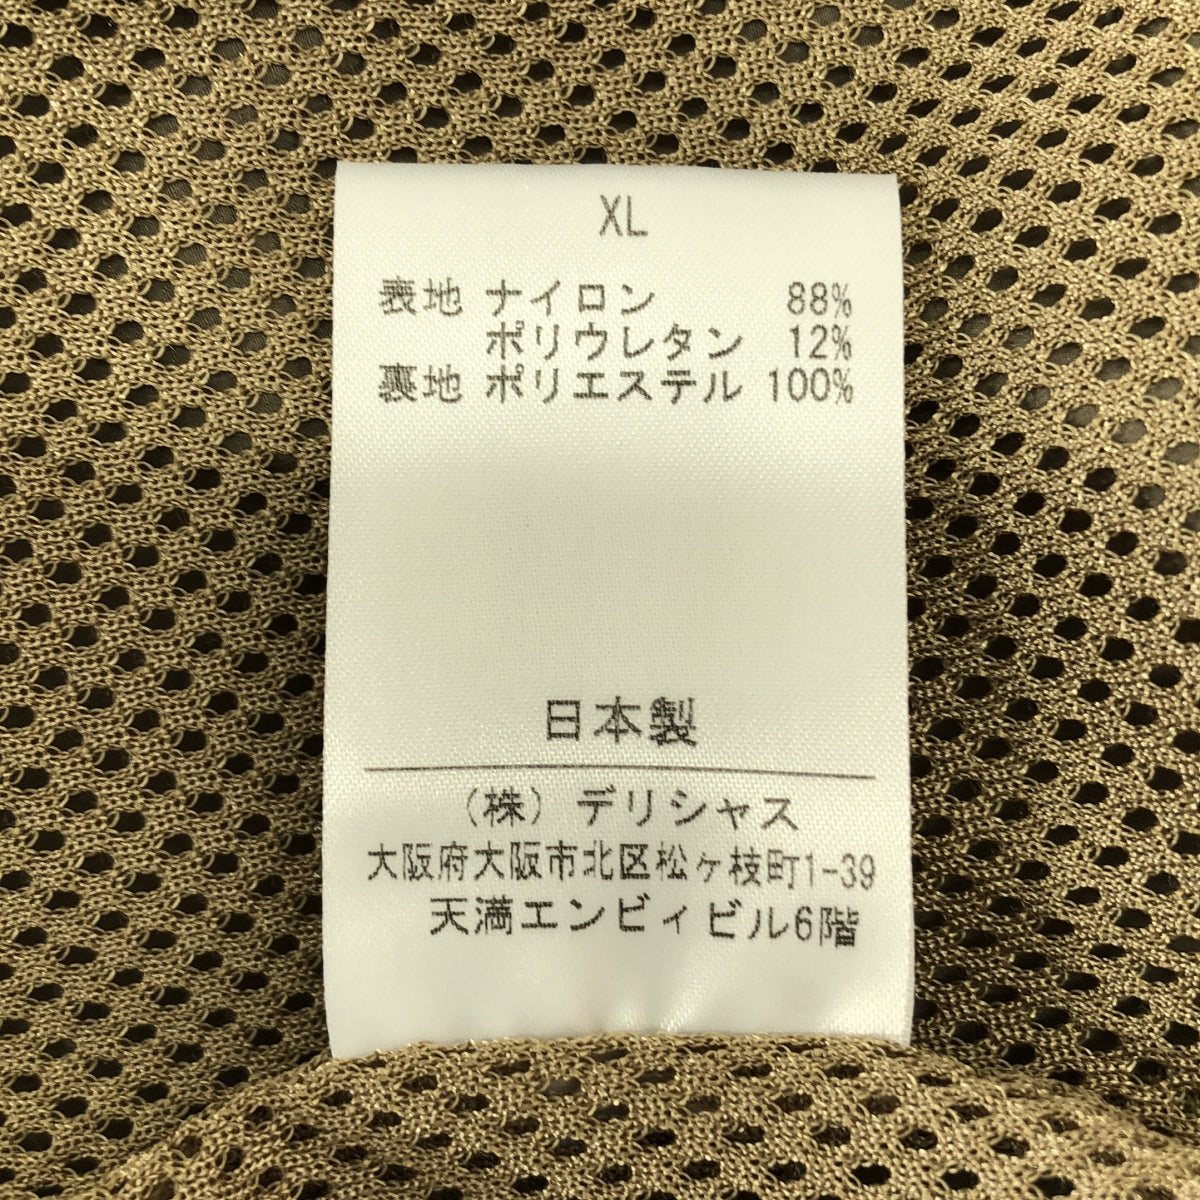 XL
表地 ナイロン 88%
ポリウレタン 12%
裏地 ポリエステル 100%
日本製
(株) デリシャス
大阪府大阪市北区松ヶ枝町1-39
天満エンビィビル6階